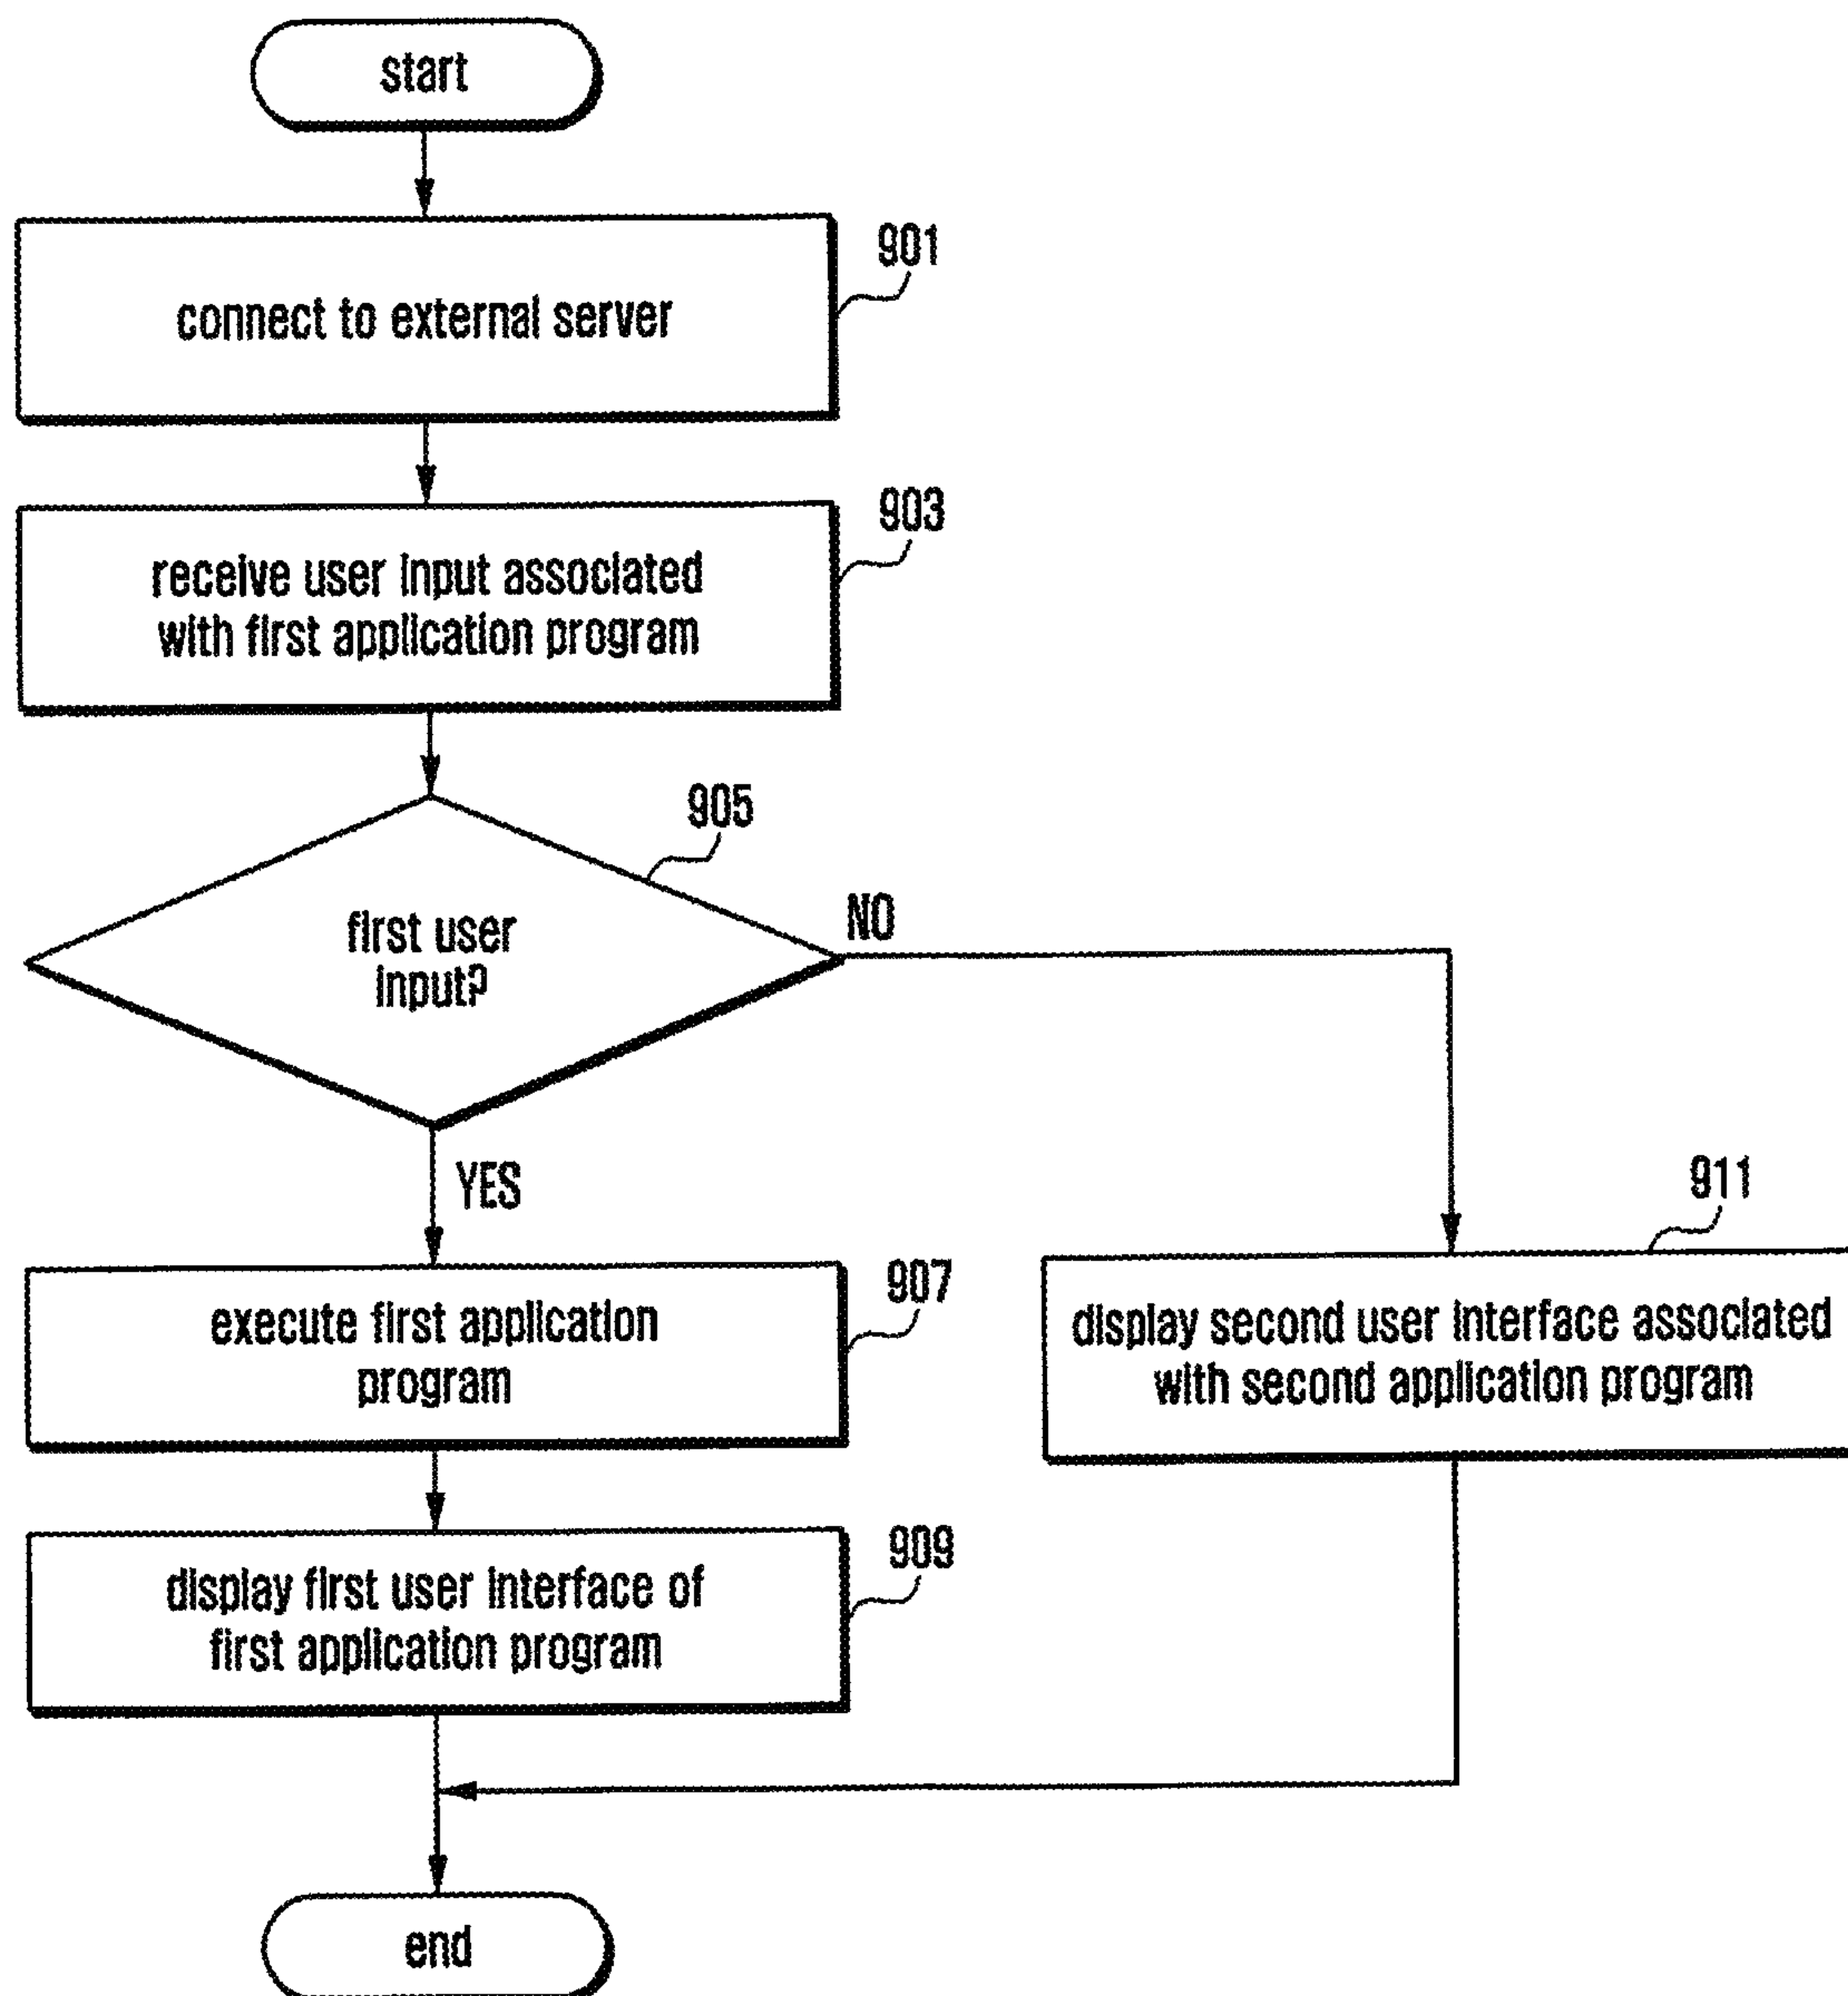 start
connect to external server
901
receive user input associated
with first application program
903
905
first user
input?
NO
YES
execute first application
program
907
911
display second user interface associated
with second application program
display first user interface of
first application program
909
end